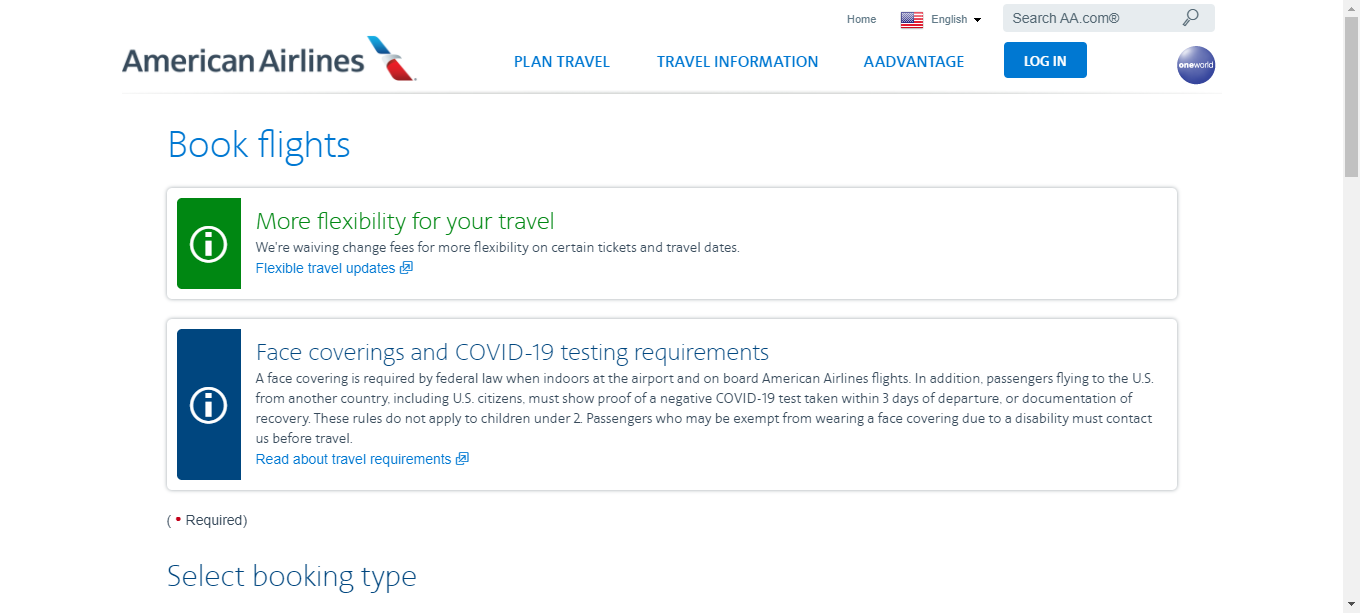 Home
English
Search AA.com®
American Airlines
PLAN TRAVEL
TRAVEL INFORMATION
AADVANTAGE
LOG IN
oneworld
Book flights
More flexibility for your travel
We're waiving change fees for more flexibility on certain tickets and travel dates.
Flexible travel updates
Face coverings and COVID-19 testing requirements
A face covering is required by federal law when indoors at the airport and on board American Airlines flights. In addition, passengers flying to the U.S.
from another country, including U.S. citizens, must show proof of a negative COVID-19 test taken within 3 days of departure, or documentation of
recovery. These rules do not apply to children under 2. Passengers who may be exempt from wearing a face covering due to a disability must contact
us before travel.
Read about travel requirements
( • Required)
Select booking type